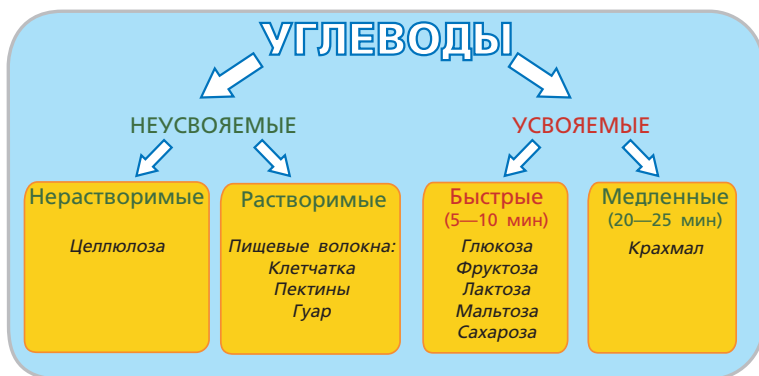 УГЛЕВОДЫ
НЕУСВОЯЕМЫЕ
УСВОЯЕМЫЕ
Нерастворимые
Целлюлоза
Растворимые
Пищевые волокна:
Клетчатка
Пектины
Гуар
Быстрые
(5—10 мин)
Глюкоза
Фруктоза
Лактоза
Мальтоза
Сахароза
Медленные
(20—25 мин)
Крахмал